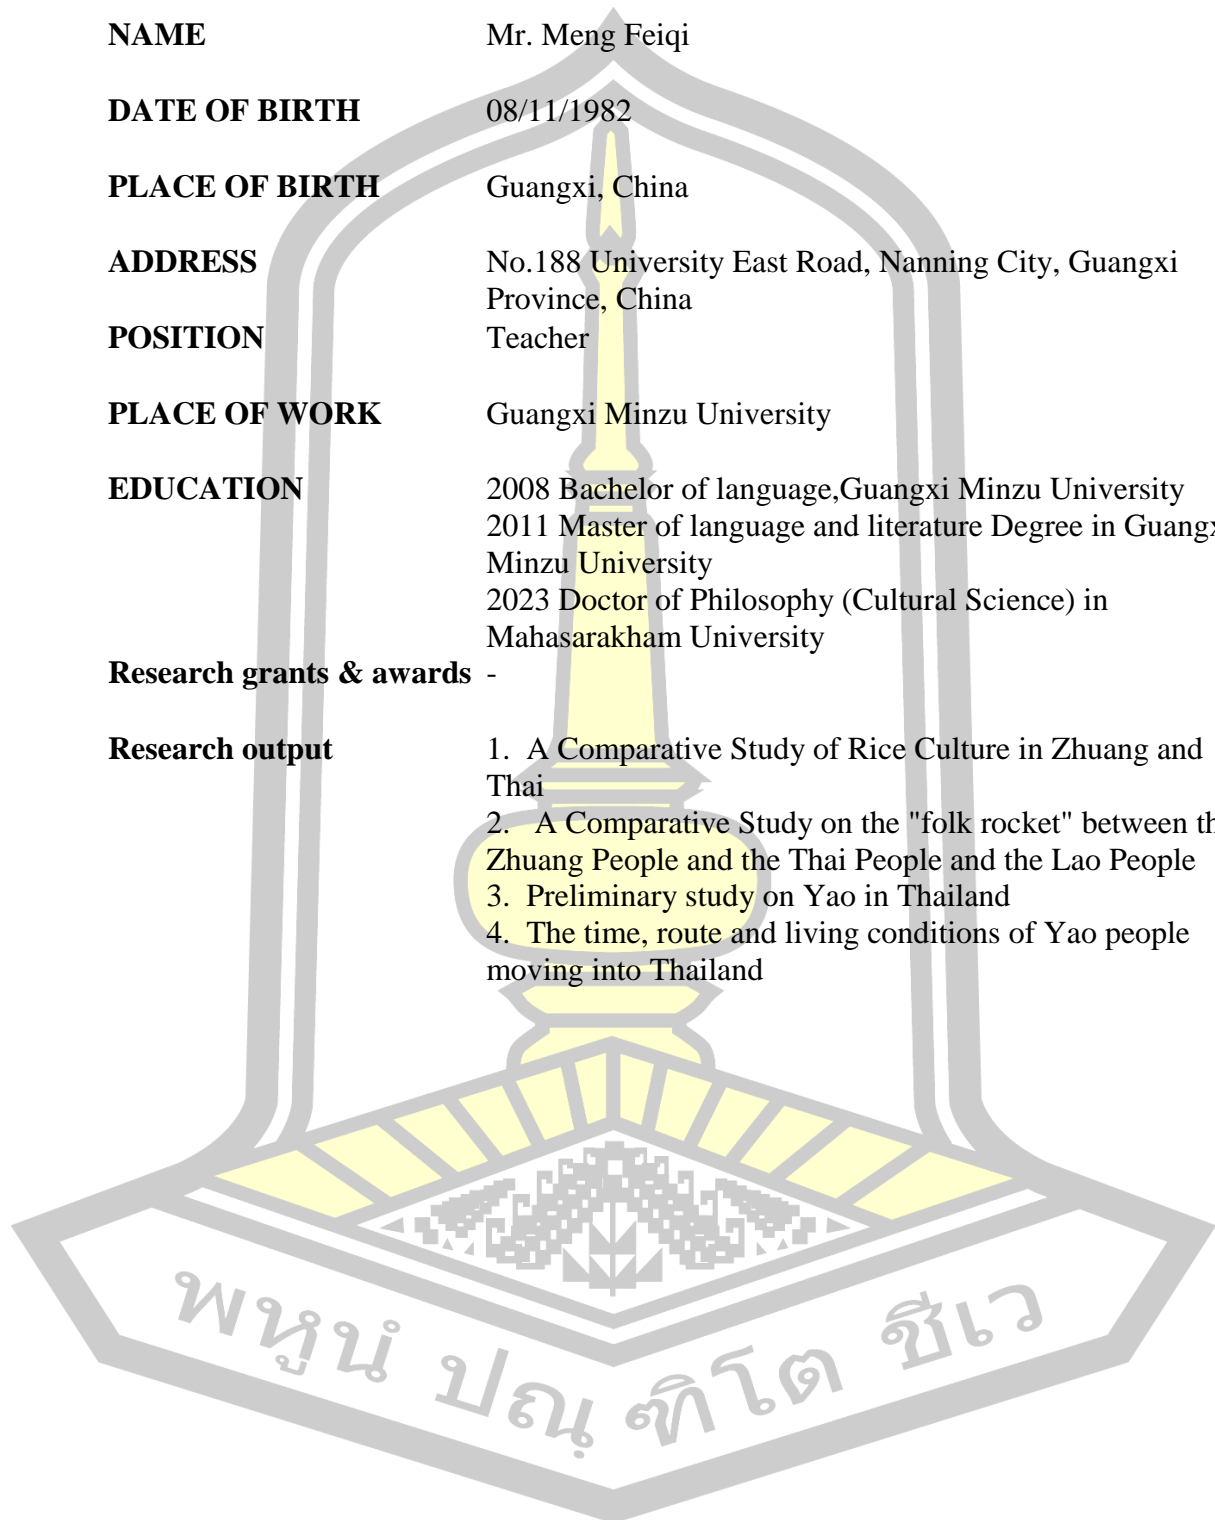 NAME Mr. Meng Feiqi
DATE OF BIRTH 08/11/1982
PLACE OF BIRTH Guangxi, China
ADDRESS No.188 University East Road, Nanning City, Guangxi
Province, China
POSITION Teacher
PLACE OF WORK Guangxi Minzu University
EDUCATION 2008 Bachelor of language,Guangxi Minzu University
2011 Master of language and literature Degree in
Minzu University
2023 Doctor of Philosophy (Cultural Science) in
Mahasarakham University
Research grants & awards -
Research output 1. A Comparative Study of Rice Culture in Zhuang and
Thai
2. A Comparative Study on the "folk rocket" between
Zhuang People and the Thai People and the Lao People
3. Preliminary study on Yao in Thailand
4. The time, route and living conditions of Yao people
moving into Thailand
พหูนํ ปณฺฑิโต ชีเว